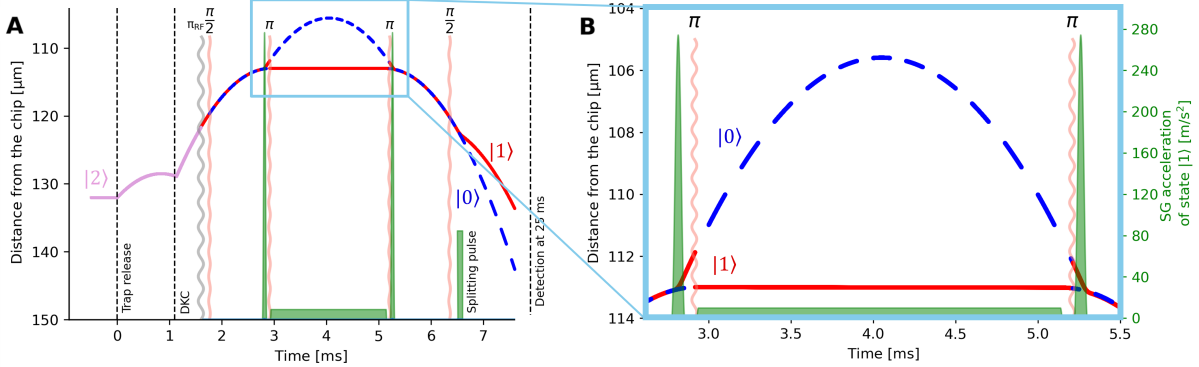 A
Distance from the chip [μm]
110
120
130
140
150
0
1
2
3
4
5
6
7
Time [ms]
|2⟩
Trap release
DKC
π_RF π/2
π
π
π/2
|1⟩
|0⟩
Splitting pulse
Detection at 25 ms
B
Distance from the chip [μm]
104
106
108
110
112
114
3.0
3.5
4.0
4.5
5.0
5.5
Time [ms]
π
π
|0⟩
|1⟩
280
240
200
160
120
80
40
0
SG acceleration
of state |1⟩ [m/s²]